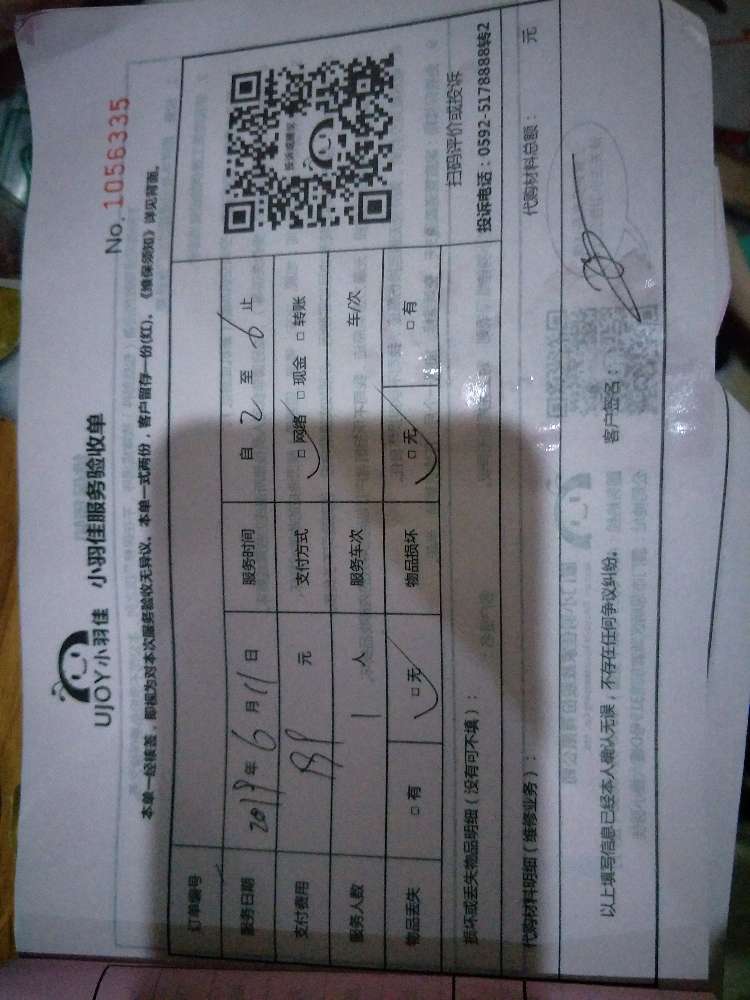 UJOY小羽佳 小羽佳服务验收单
No. 1056335
本单一经核盖，即视为对本次服务验收无异议。本单一式两份，客户留存一份(红)。《维保须知》详见背面。
订单编号
服务日期 2019年6月11日 服务时间 自 2 至 6 止
支付费用 元 支付方式 □网络 □现金 □转账
服务人数 1 人 服务车次 车/次
物品丢失 □有 □无 物品损坏 □无 □有
投诉或建议
扫码评价或投诉
投诉电话：0592-5178888转2
损坏或丢失物品明细（没有可不填）：
代购材料明细（维修业务）： 代购材料总额： 元
以上填写信息已经本人确认无误，不存在任何争议纠纷。 客户签名：